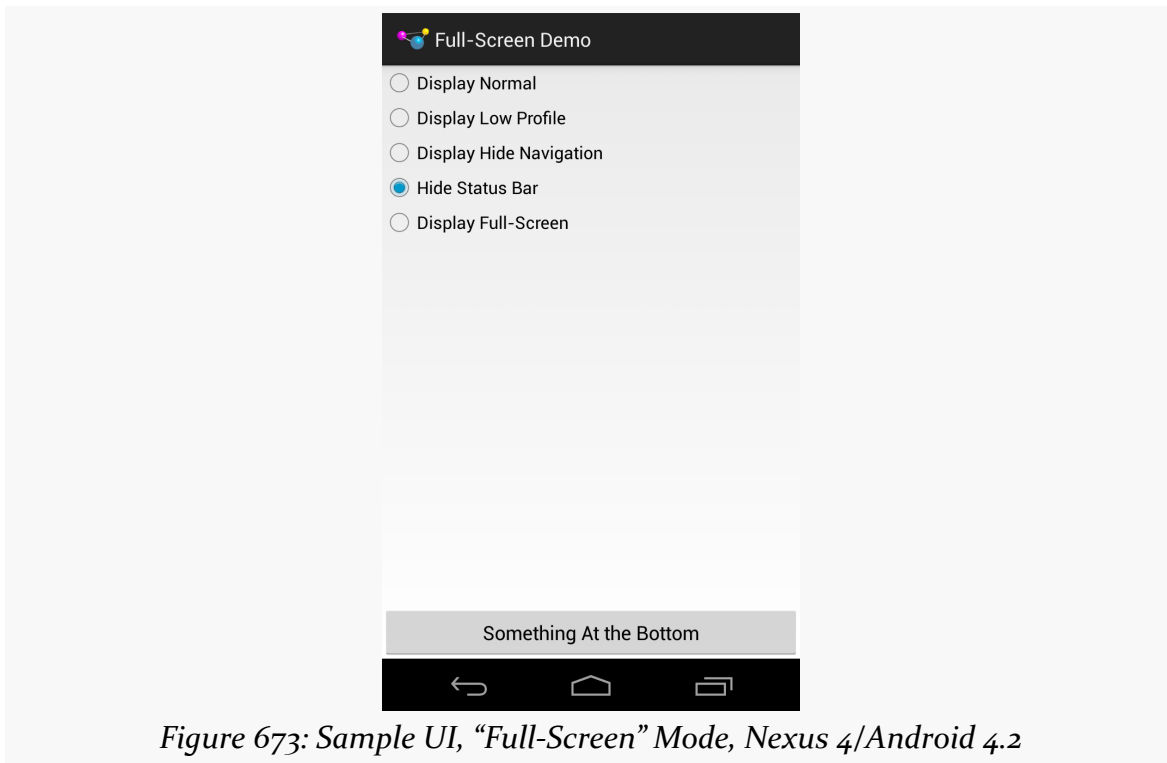 Full-Screen Demo
Display Normal
Display Low Profile
Display Hide Navigation
Hide Status Bar
Display Full-Screen
Something At the Bottom
Figure 673: Sample UI, “Full-Screen” Mode, Nexus 4/Android 4.2